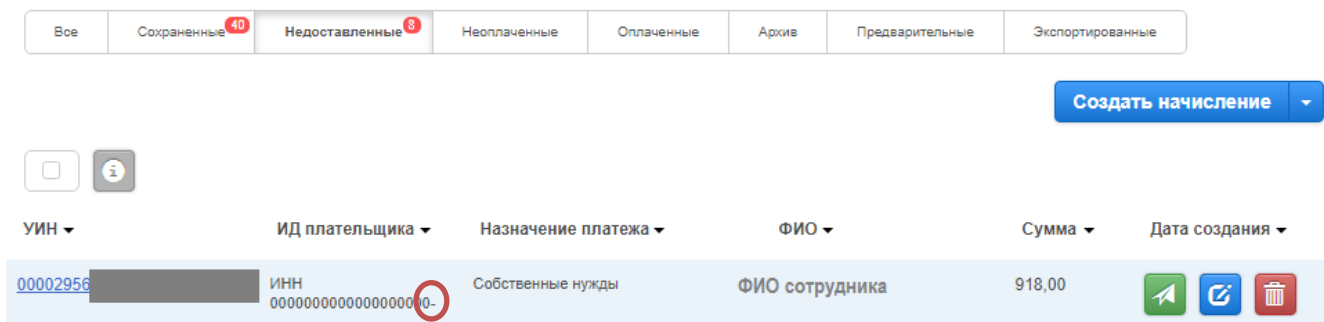 Все Сохраненные 40 Недоставленные 8 Неоплаченные Оплаченные Архив Предварительные Экспортированные
Создать начисление
УИН ИД плательщика Назначение платежа ФИО Сумма Дата создания
00002956 ИНН Собственные нужды ФИО сотрудника 918,00
00000000000000000000-